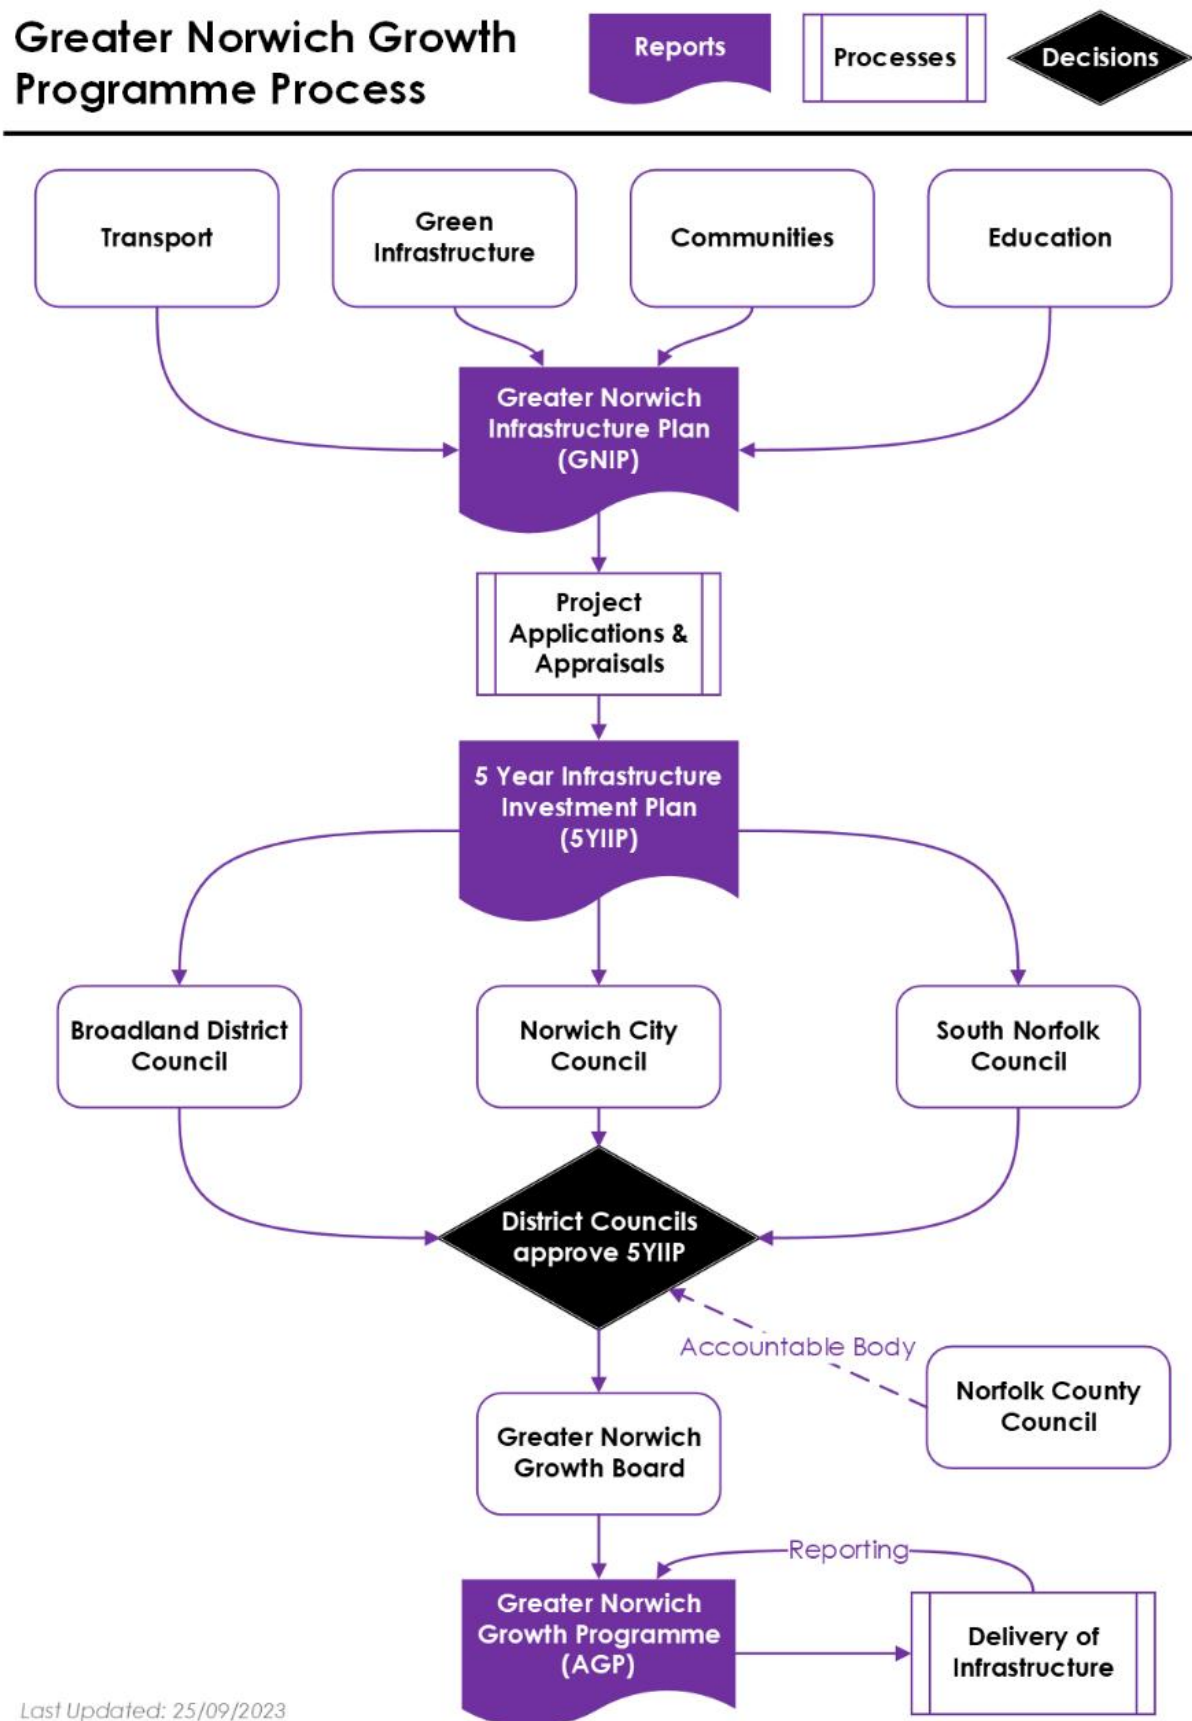 Greater Norwich Growth
Programme Process
Reports
Processes
Decisions
Transport
Green
Infrastructure
Communities
Education
Greater Norwich
Infrastructure Plan
(GNIP)
Project
Applications &
Appraisals
5 Year Infrastructure
Investment Plan
(5YIIP)
Broadland District
Council
Norwich City
Council
South Norfolk
Council
District Councils
approve 5YIIP
Accountable Body
Norfolk County
Council
Greater Norwich
Growth Board
Reporting
Greater Norwich
Growth Programme
(AGP)
Delivery of
Infrastructure
Last Updated: 25/09/2023